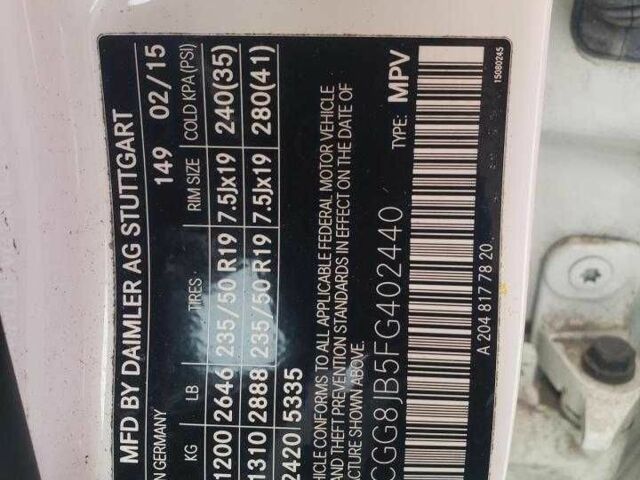 MFD BY DAIMLER AG STUTTGART
IN GERMANY 149 02/15
KG LB TIRES RIM SIZE COLD KPA (PSI)
1200 2646 235/50 R19 7.5Jx19 240(35)
1310 2888 235/50 R19 7.5Jx19 280(41)
2420 5335
HICLE CONFORMS TO ALL APPLICABLE FEDERAL MOTOR VEHICLE
AND THEFT PREVENTION STANDARDS IN EFFECT ON THE DATE OF
FACTURE SHOWN ABOVE.
CGG8JB5FG402440 TYPE: MPV
A 204 817 78 20 15080245